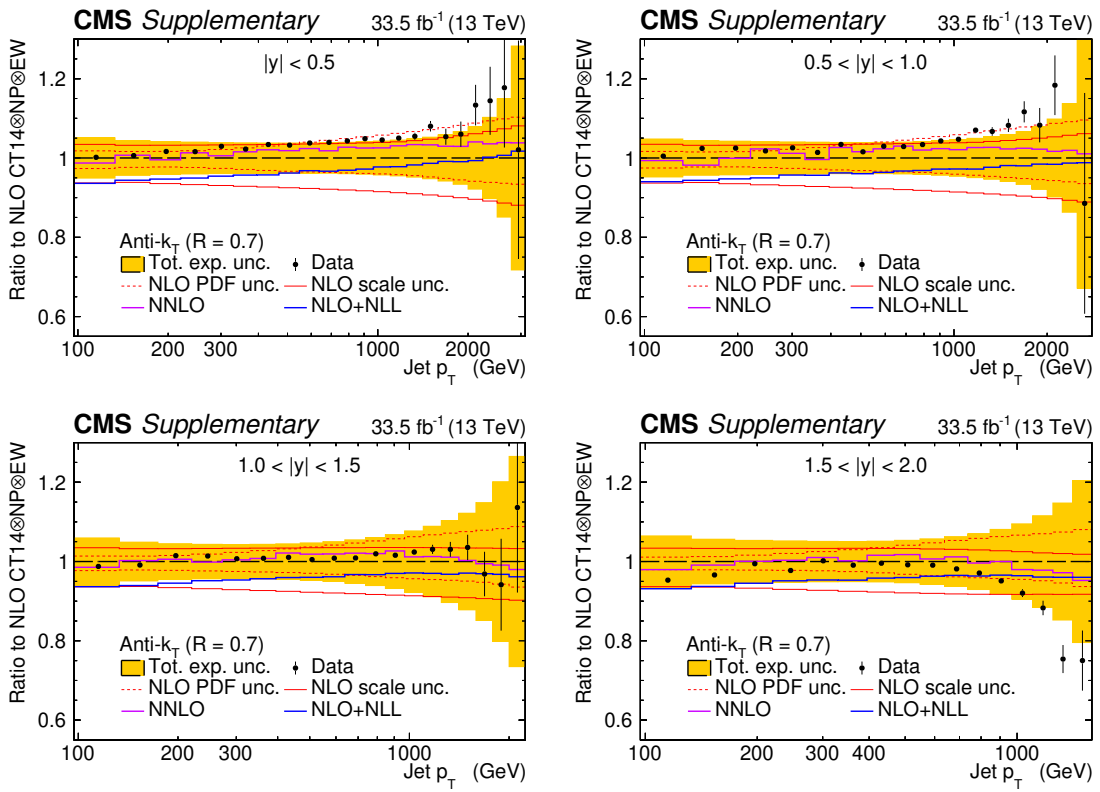 CMS Supplementary 33.5 fb⁻¹ (13 TeV)
Ratio to NLO CT14⊗NP⊗EW
|y| < 0.5
1.2
1
0.8
0.6
Anti-k_T (R = 0.7)
Tot. exp. unc. Data
NLO PDF unc. NLO scale unc.
NNLO NLO+NLL
100 200 300 1000 2000
Jet p_T (GeV)
CMS Supplementary 33.5 fb⁻¹ (13 TeV)
Ratio to NLO CT14⊗NP⊗EW
0.5 < |y| < 1.0
1.2
1
0.8
0.6
Anti-k_T (R = 0.7)
Tot. exp. unc. Data
NLO PDF unc. NLO scale unc.
NNLO NLO+NLL
100 200 300 1000 2000
Jet p_T (GeV)
CMS Supplementary 33.5 fb⁻¹ (13 TeV)
Ratio to NLO CT14⊗NP⊗EW
1.0 < |y| < 1.5
1.2
1
0.8
0.6
Anti-k_T (R = 0.7)
Tot. exp. unc. Data
NLO PDF unc. NLO scale unc.
NNLO NLO+NLL
100 200 300 1000
Jet p_T (GeV)
CMS Supplementary 33.5 fb⁻¹ (13 TeV)
Ratio to NLO CT14⊗NP⊗EW
1.5 < |y| < 2.0
1.2
1
0.8
0.6
Anti-k_T (R = 0.7)
Tot. exp. unc. Data
NLO PDF unc. NLO scale unc.
NNLO NLO+NLL
100 200 300 400 1000
Jet p_T (GeV)